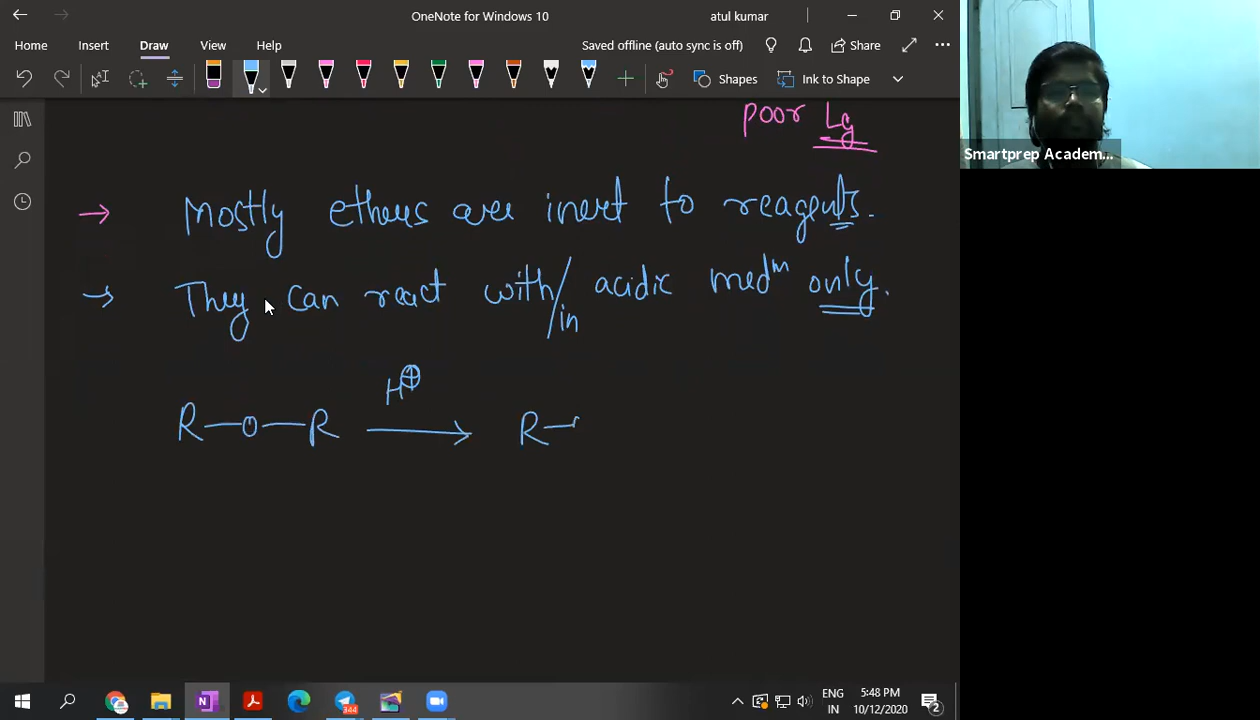 OneNote for Windows 10
atul kumar
Home Insert Draw View Help
Saved offline (auto sync is off)
Share
Shapes
Ink to Shape
poor Lg
→ Mostly ethers are inert to reagents.
→ They can react with/in acidic medm only.
R—O—R H⊕ → R—
Smartprep Academ...
344
ENG
IN
5:48 PM
10/12/2020
2